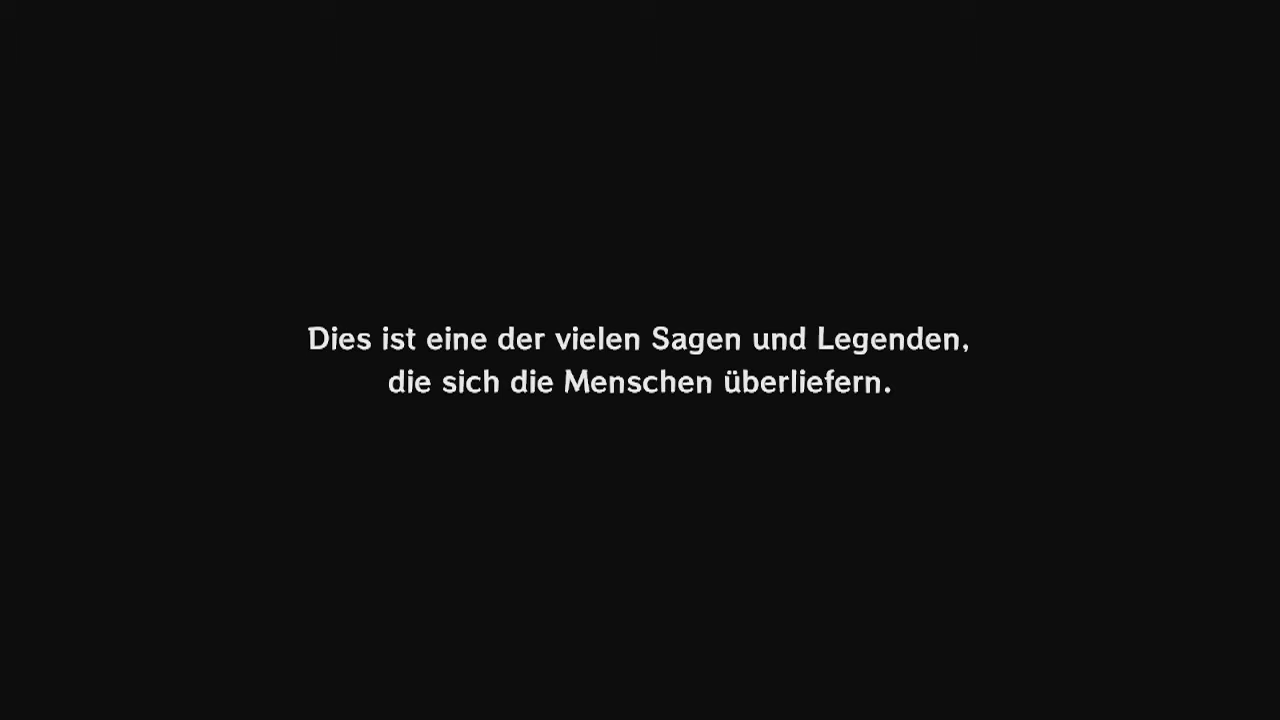 Dies ist eine der vielen Sagen und Legenden,
die sich die Menschen überliefern.